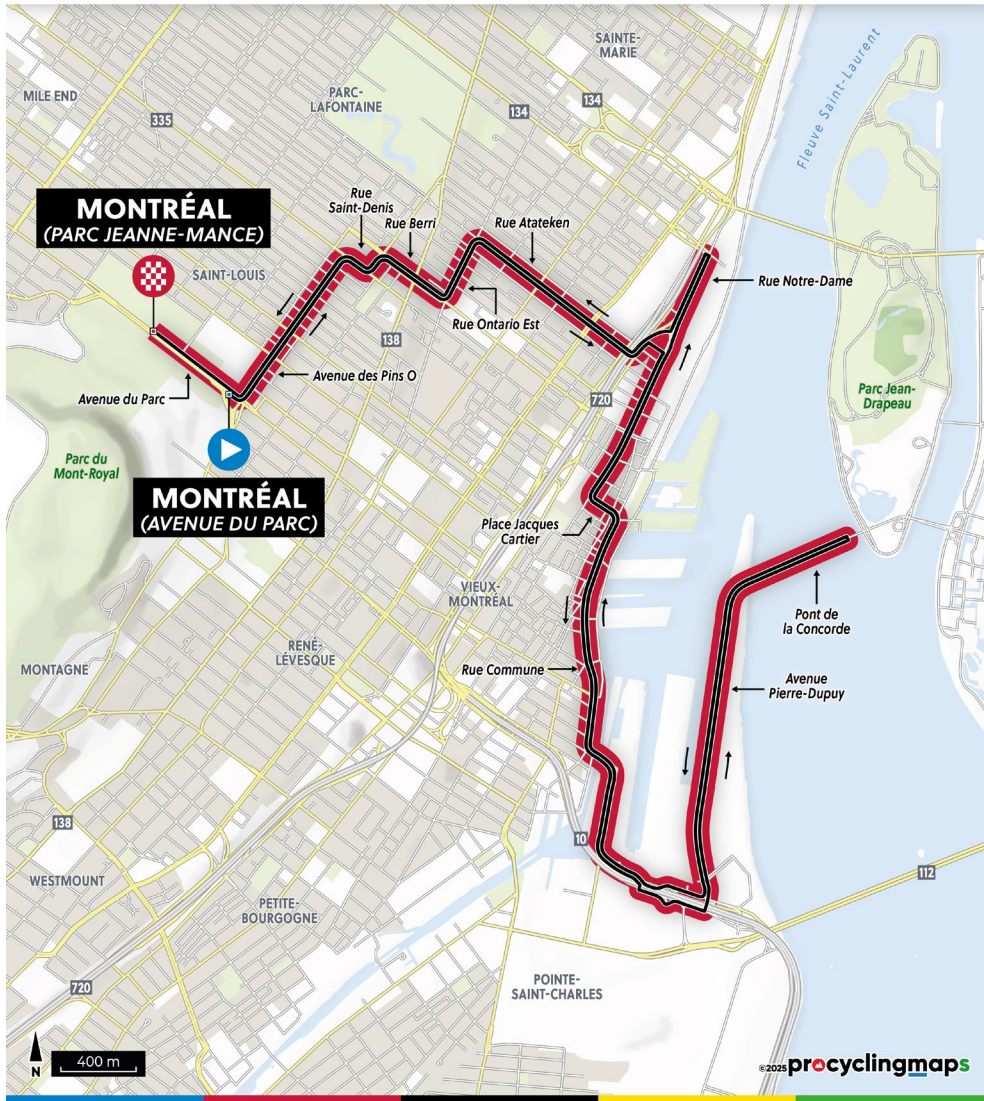 SAINTE-
MARIE
Fleuve Saint-Laurent
MILE END
PARC-
LAFONTAINE
134
134
335
MONTRÉAL
(PARC JEANNE-MANCE)
Rue
Saint-Denis
Rue Berri
Rue Atateken
SAINT-LOUIS
Rue Notre-Dame
Rue Ontario Est
138
Avenue des Pins O
Avenue du Parc
720
Parc Jean-
Drapeau
Parc du
Mont-Royal
MONTRÉAL
(AVENUE DU PARC)
Place Jacques
Cartier
VIEUX-
MONTRÉAL
Pont de
la Concorde
RENÉ-
LÉVESQUE
MONTAGNE
Rue Commune
Avenue
Pierre-Dupuy
138
10
112
WESTMOUNT
PETITE-
BOURGOGNE
POINTE-
SAINT-CHARLES
720
N
400 m
©2025 procyclingmaps